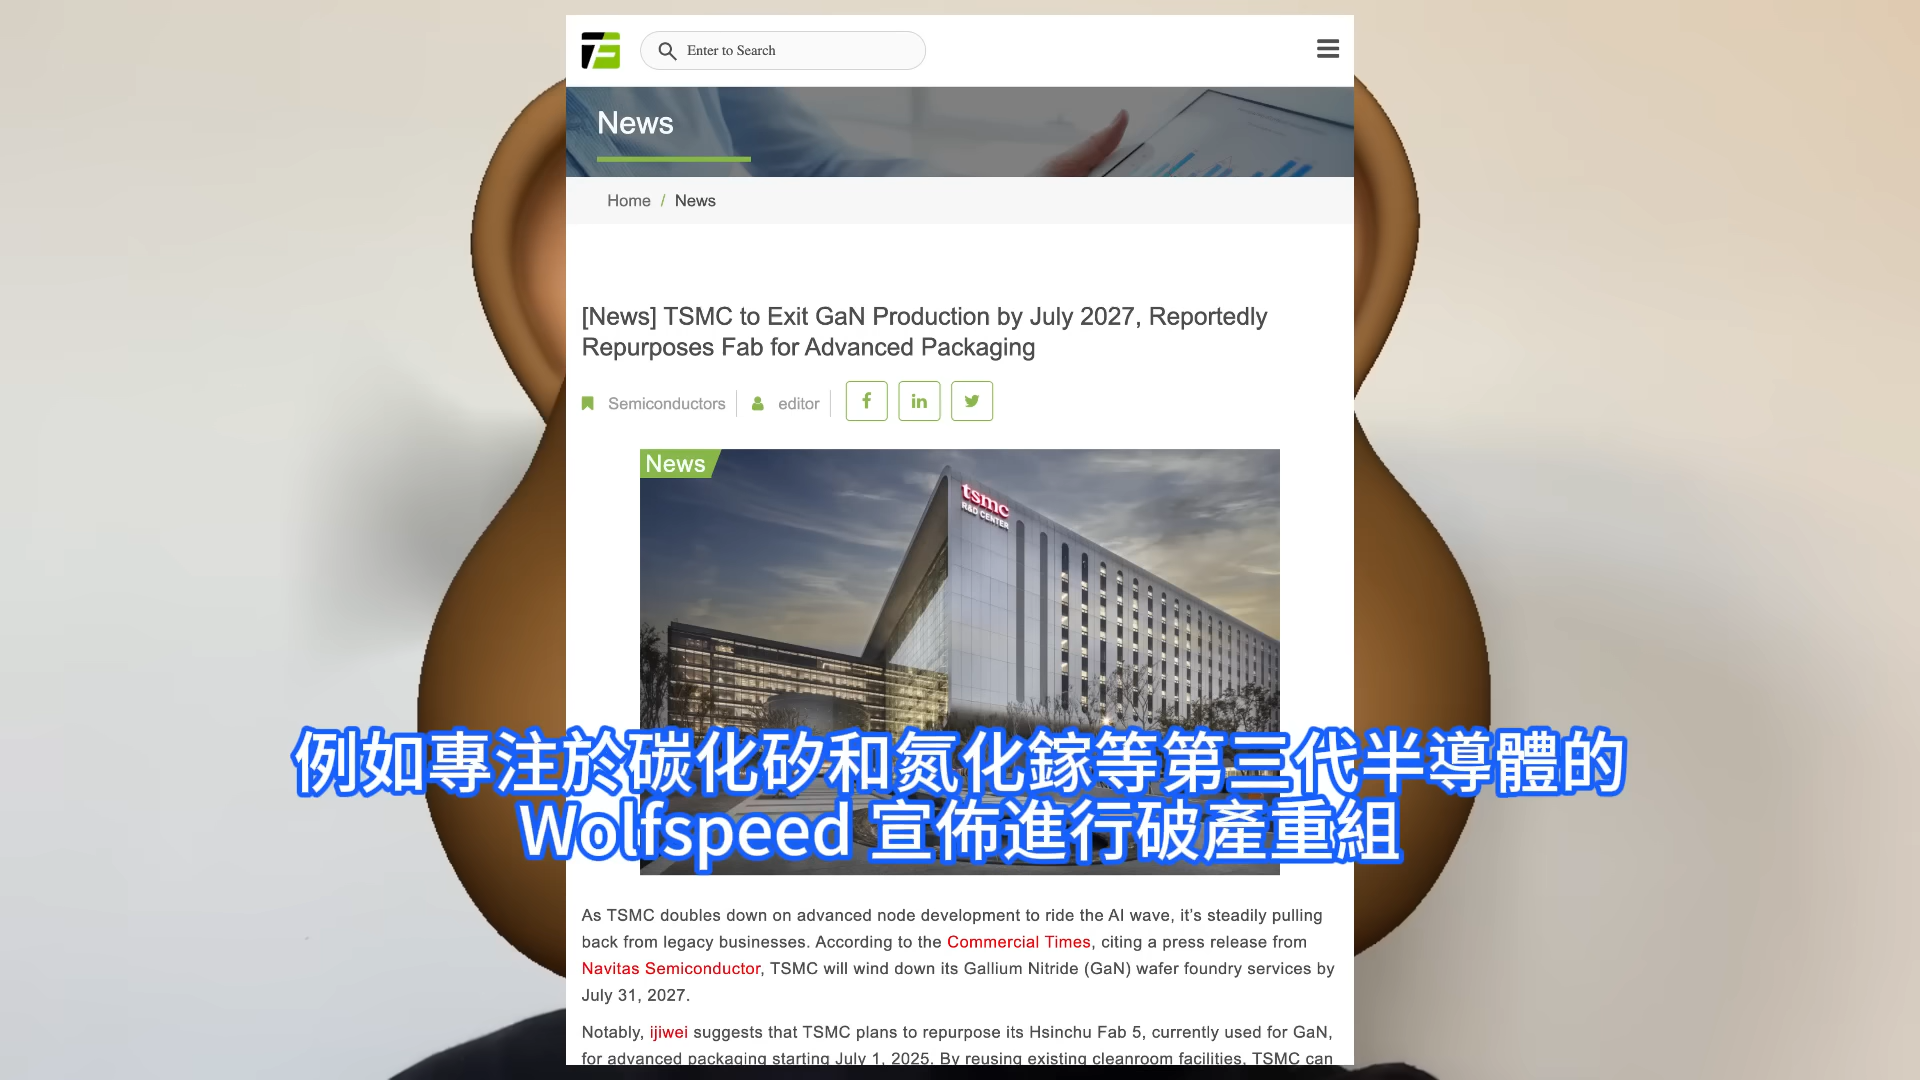 Enter to Search
News
Home / News
[News] TSMC to Exit GaN Production by July 2027, Reportedly
Repurposes Fab for Advanced Packaging
Semiconductors
editor
News
tsmc
R&D CENTER
例如專注於碳化矽和氮化鎵等第三代半導體的
Wolfspeed 宣佈進行破產重組
As TSMC doubles down on advanced node development to ride the AI wave, it's steadily pulling
back from legacy businesses. According to the Commercial Times, citing a press release from
Navitas Semiconductor, TSMC will wind down its Gallium Nitride (GaN) wafer foundry services by
July 31, 2027.
Notably, ijiwei suggests that TSMC plans to repurpose its Hsinchu Fab 5, currently used for GaN,
for advanced packaging starting July 1, 2025. By reusing existing cleanroom facilities, TSMC can